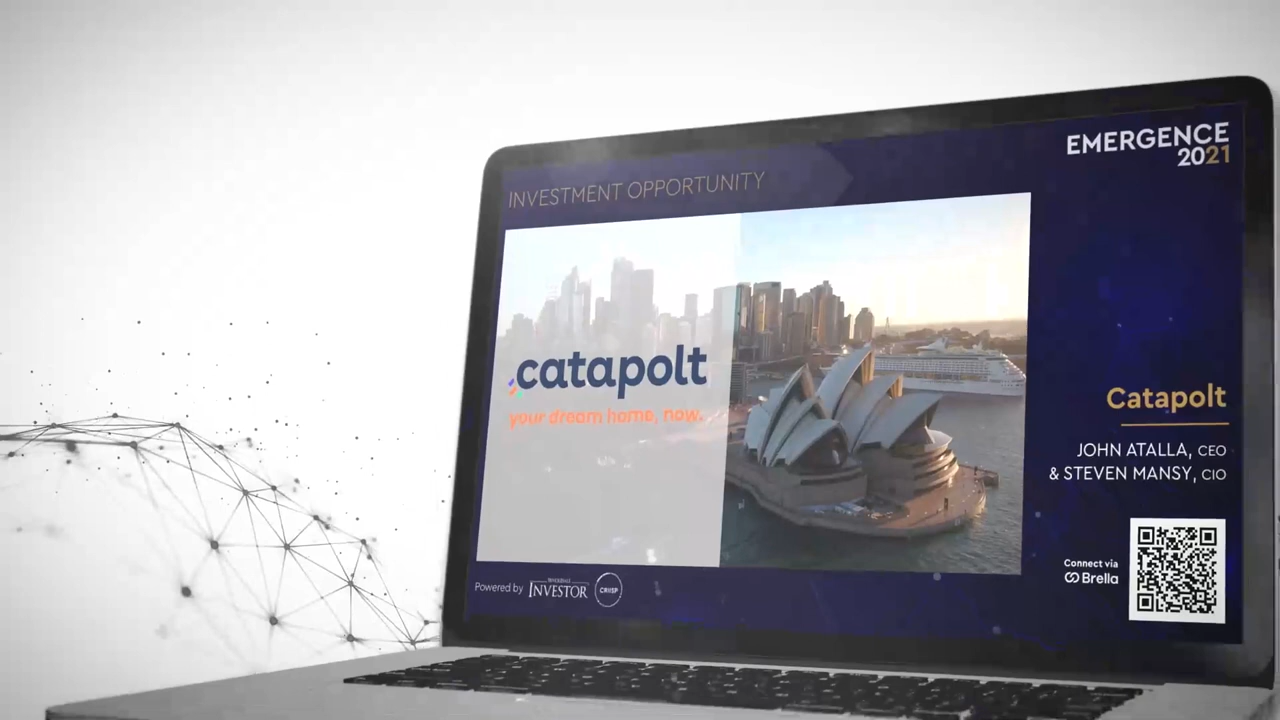 EMERGENCE
2021
INVESTMENT OPPORTUNITY
catapolt
your dream home, now.
Catapolt
JOHN ATALLA, CEO
& STEVEN MANSY, CIO
Connect via
Brella
Powered by
INVESTOR